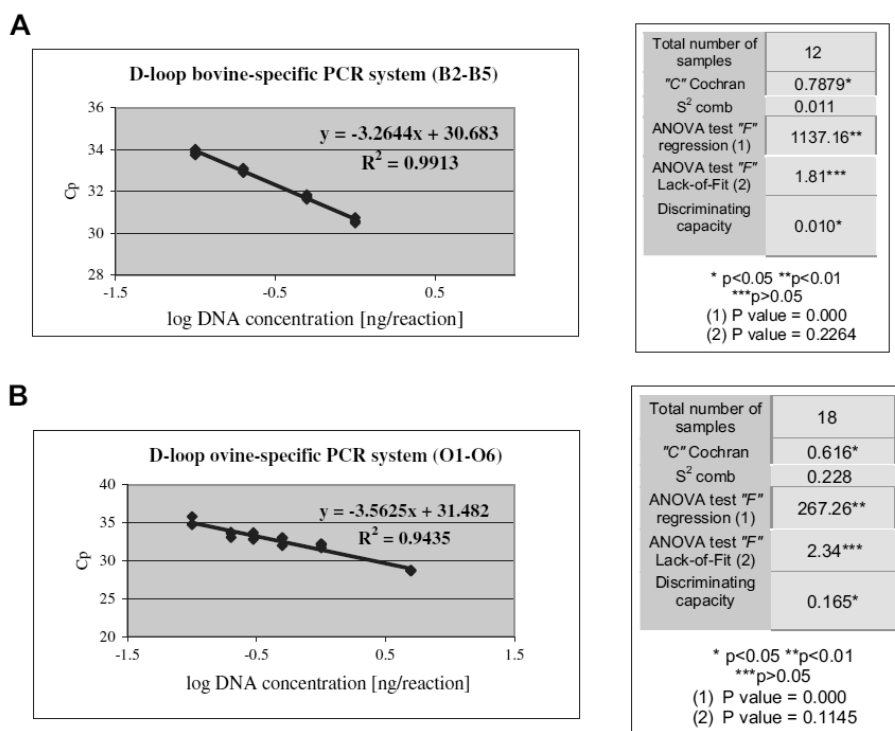 A
D-loop bovine-specific PCR system (B2-B5)
36
34
32
30
28
Cp
y = -3.2644x + 30.683
R² = 0.9913
-1.5
-0.5
0.5
log DNA concentration [ng/reaction]
Total number of
samples
12
"C" Cochran
0.7879*
S² comb
0.011
ANOVA test "F"
regression (1)
1137.16**
ANOVA test "F"
Lack-of-Fit (2)
1.81***
Discriminating
capacity
0.010*
* p<0.05 **p<0.01
***p>0.05
(1) P value = 0.000
(2) P value = 0.2264
B
D-loop ovine-specific PCR system (O1-O6)
40
35
30
25
20
Cp
y = -3.5625x + 31.482
R² = 0.9435
-1.5
-0.5
0.5
1.5
log DNA concentration [ng/reaction]
Total number of
samples
18
"C" Cochran
0.616*
S² comb
0.228
ANOVA test "F"
regression (1)
267.26**
ANOVA test "F"
Lack-of-Fit (2)
2.34***
Discriminating
capacity
0.165*
* p<0.05 **p<0.01
***p>0.05
(1) P value = 0.000
(2) P value = 0.1145